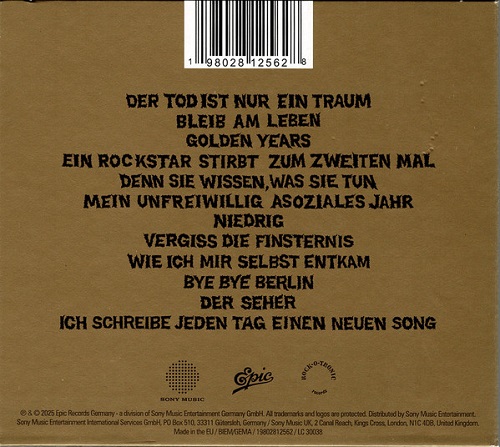 1 98028 12562 8
DER TOD IST NUR EIN TRAUM
BLEIB AM LEBEN
GOLDEN YEARS
EIN ROCKSTAR STIRBT ZUM ZWEITEN MAL
DENN SIE WISSEN, WAS SIE TUN
MEIN UNFREIWILLIG ASOZIALES JAHR
NIEDRIG
VERGISS DIE FINSTERNIS
WIE ICH MIR SELBST ENTKAM
BYE BYE BERLIN
DER SEHER
ICH SCHREIBE JEDEN TAG EINEN NEUEN SONG
SONY MUSIC
Epic
ROCK-O-TRONIC
records
℗ & © 2025 Epic Records Germany - a division of Sony Music Entertainment Germany GmbH. All trademarks and logos are protected. Distributed by Sony Music Entertainment.
Sony Music Entertainment International Services GmbH, PO Box 510, 33311 Gütersloh, Germany / Sony Music UK, 2 Canal Reach, Kings Cross, London, N1C 4DB, United Kingdom.
Made in the EU / BIEM/GEMA / 19802812562 / LC 30038